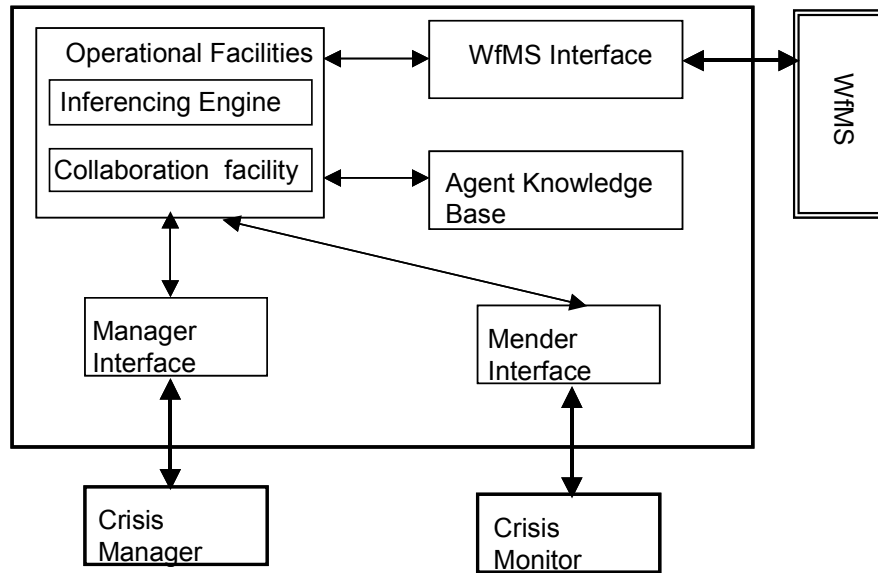 Operational Facilities
Inferencing Engine
Collaboration facility
WfMS Interface
WfMS
Agent Knowledge
Base
Manager
Interface
Mender
Interface
Crisis
Manager
Crisis
Monitor